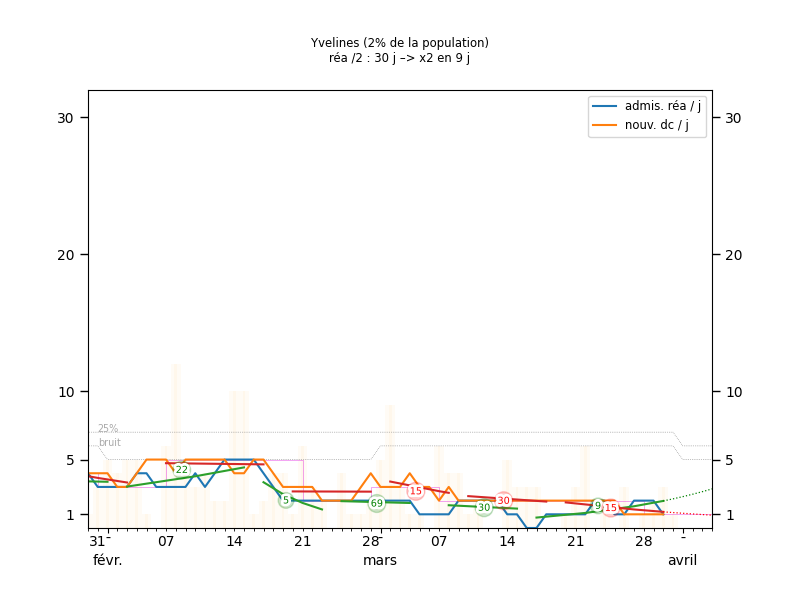 Yvelines (2% de la population)
réa /2 : 30 j –> x2 en 9 j
admis. réa / j
nouv. dc / j
30
30
20
20
10
10
25%
bruit
5
5
22
5
69
15
30
30
9
15
1
1
31 07 14 21 28 07 14 21 28
févr. mars avril